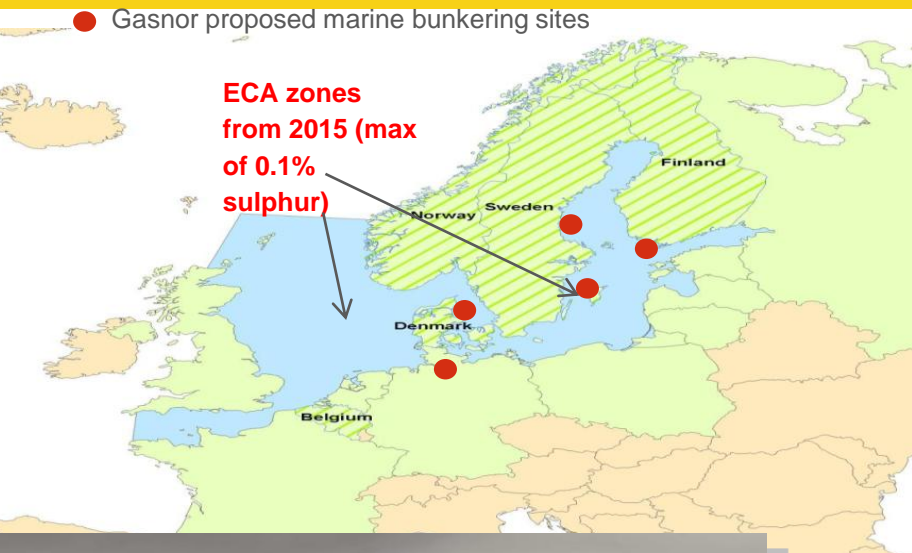 Gasnor proposed marine bunkering sites
ECA zones
from 2015 (max
of 0.1%
sulphur)
Finland
Sweden
Norway
Denmark
Belgium